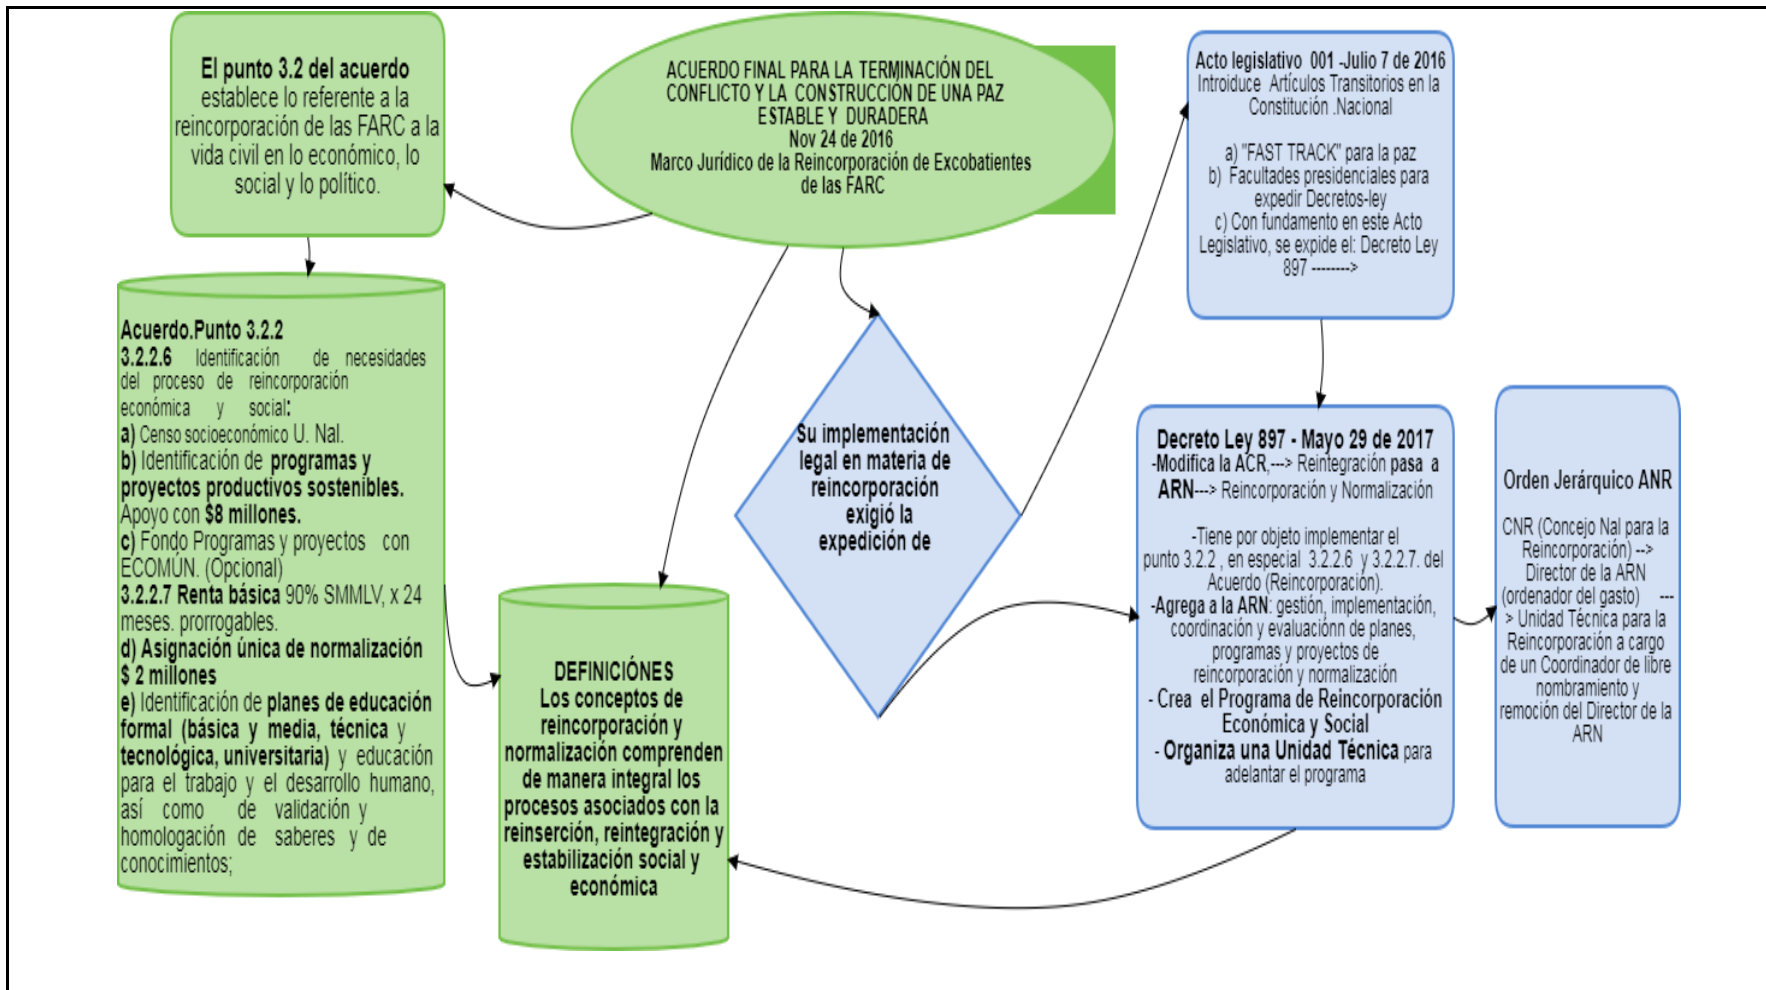 El punto 3.2 del acuerdo
establece lo referente a la
reincorporación de las FARC a la
vida civil en lo económico, lo
social y lo político.
ACUERDO FINAL PARA LA TERMINACIÓN DEL
CONFLICTO Y LA CONSTRUCCIÓN DE UNA PAZ
ESTABLE Y DURADERA
Nov 24 de 2016
Marco Jurídico de la Reincorporación de Excobatientes
de las FARC
Acto legislativo 001 -Julio 7 de 2016
Introduce Artículos Transitorios en la
Constitución .Nacional
a) "FAST TRACK" para la paz
b) Facultades presidenciales para
expedir Decretos-ley
c) Con fundamento en este Acto
Legislativo, se expide el: Decreto Ley
897 -------->
Acuerdo.Punto 3.2.2
3.2.2.6 Identificación de necesidades
del proceso de reincorporación
económica y social:
a) Censo socioeconómico U. Nal.
b) Identificación de programas y
proyectos productivos sostenibles.
Apoyo con $8 millones.
c) Fondo Programas y proyectos con
ECOMÚN. (Opcional)
3.2.2.7 Renta básica 90% SMMLV, x 24
meses. prorrogables.
d) Asignación única de normalización
$ 2 millones
e) Identificación de planes de educación
formal (básica y media, técnica y
tecnológica, universitaria) y educación
para el trabajo y el desarrollo humano,
así como de validación y
homologación de saberes y de
conocimientos;
Su implementación
legal en materia de
reincorporación
exigió la
expedición de
DEFINICIÓNES
Los conceptos de
reincorporación y
normalización comprenden
de manera integral los
procesos asociados con la
reinserción, reintegración y
estabilización social y
económica
Decreto Ley 897 - Mayo 29 de 2017
-Modifica la ACR,---> Reintegración pasa a
ARN---> Reincorporación y Normalización
-Tiene por objeto implementar el
punto 3.2.2 , en especial 3.2.2.6 y 3.2.2.7. del
Acuerdo (Reincorporación).
-Agrega a la ARN: gestión, implementación,
coordinación y evaluaciónn de planes,
programas y proyectos de
reincorporación y normalización
- Crea el Programa de Reincorporación
Económica y Social
- Organiza una Unidad Técnica para
adelantar el programa
Orden Jerárquico ANR
CNR (Concejo Nal para la
Reincorporación) -->
Director de la ARN
(ordenador del gasto) ---
> Unidad Técnica para la
Reincorporación a cargo
de un Coordinador de libre
nombramiento y
remoción del Director de la
ARN